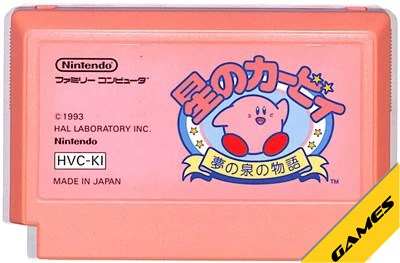 Nintendo
ファミリーコンピュータ
©1993
HAL LABORATORY INC.
Nintendo
HVC-KI
MADE IN JAPAN
星のカービィ
夢の泉の物語
TM
GAMES